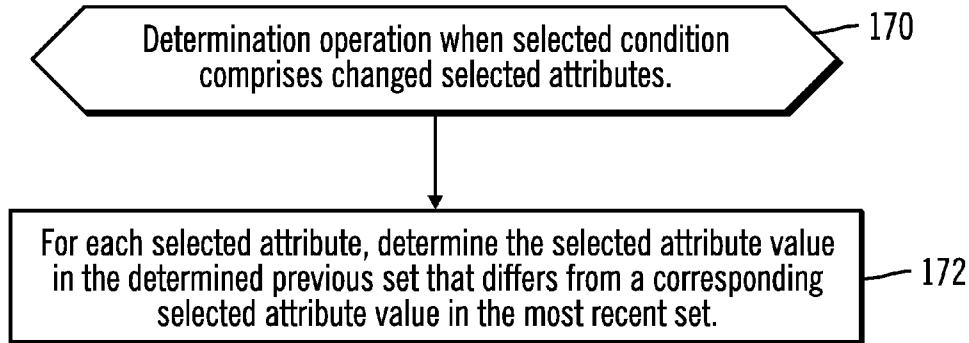 Determination operation when selected condition
comprises changed selected attributes.
170
For each selected attribute, determine the selected attribute value
in the determined previous set that differs from a corresponding
selected attribute value in the most recent set.
172